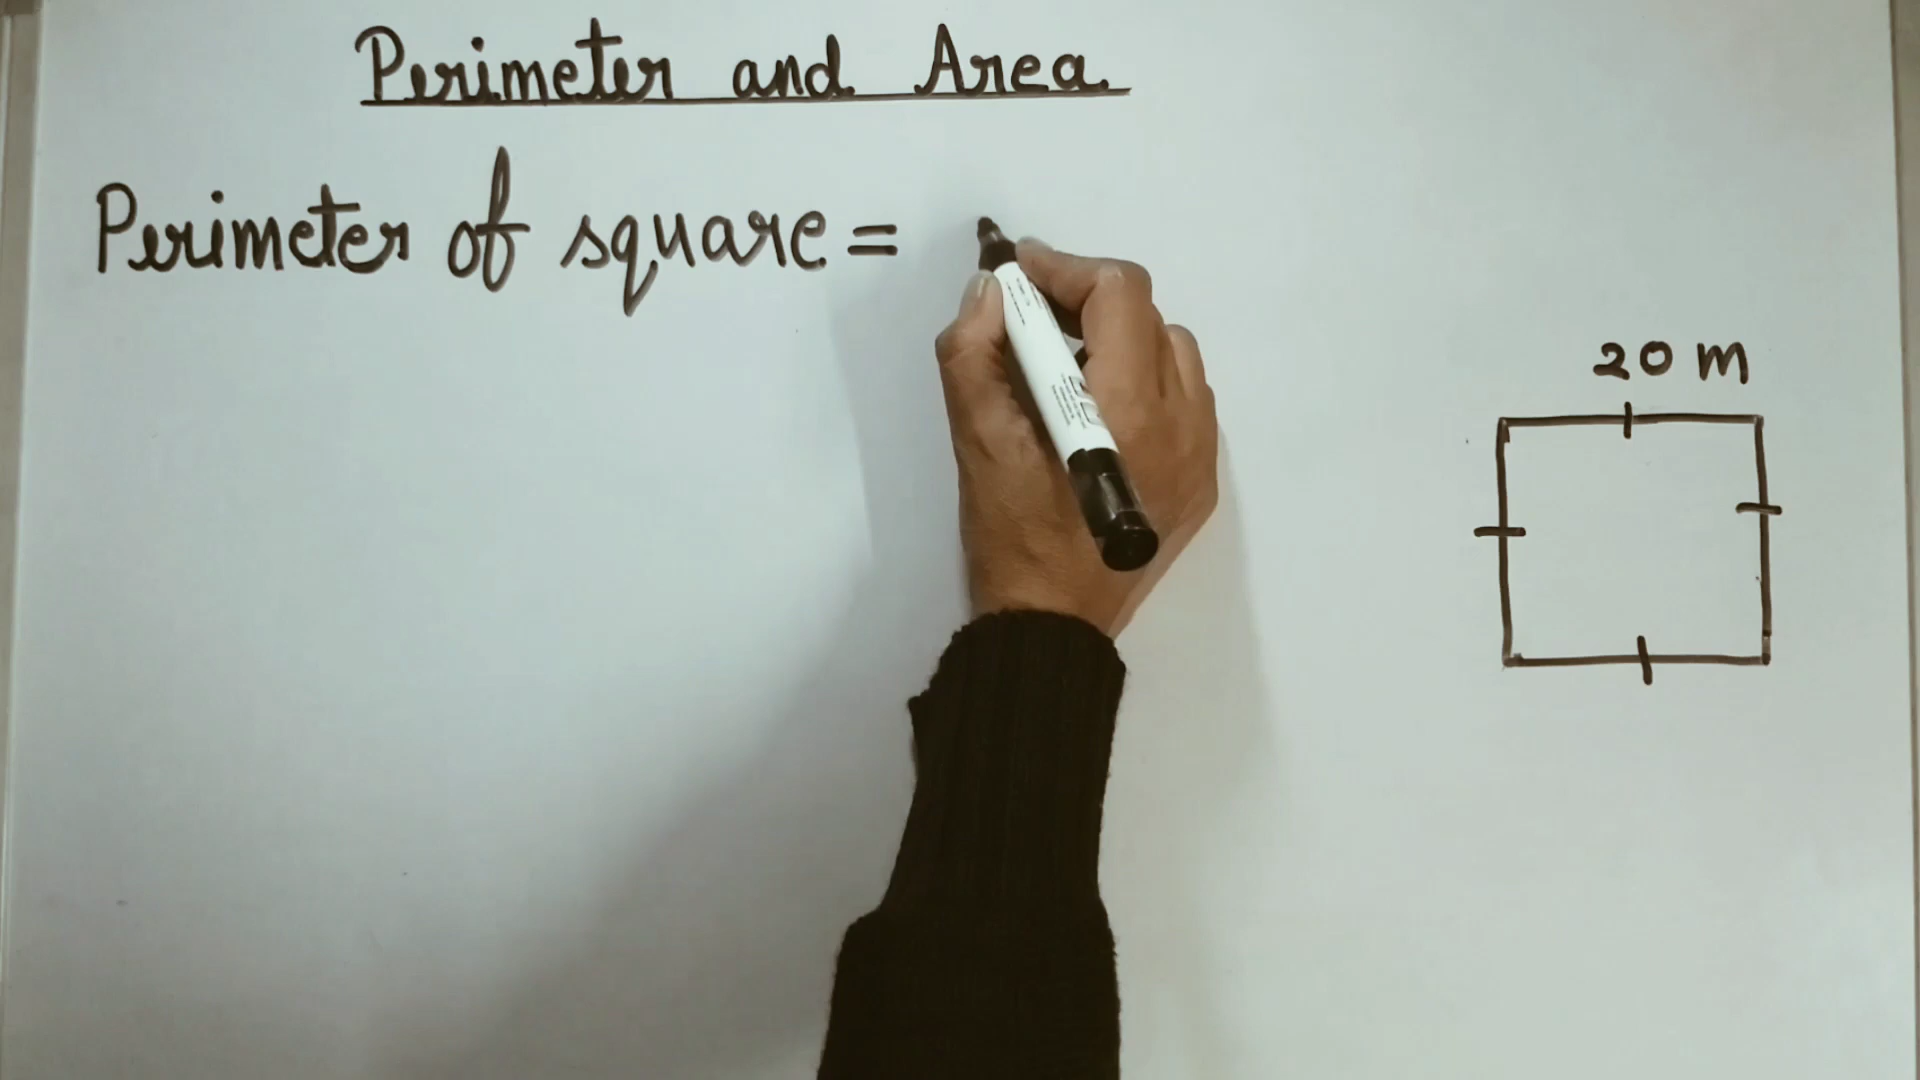 Perimeter and Area
Perimeter of square =
20 m